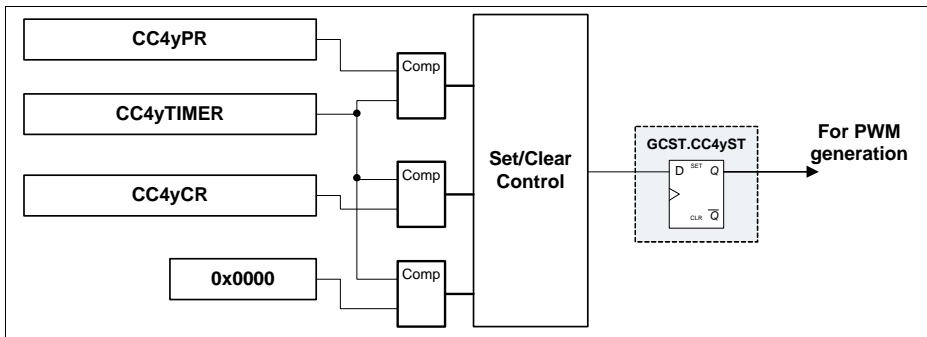 CC4yPR
Comp
CC4yTIMER
Set/Clear
Control
GCST.CC4yST
D
SET
Q
CLR
Q
For PWM
generation
Comp
CC4yCR
Comp
0x0000